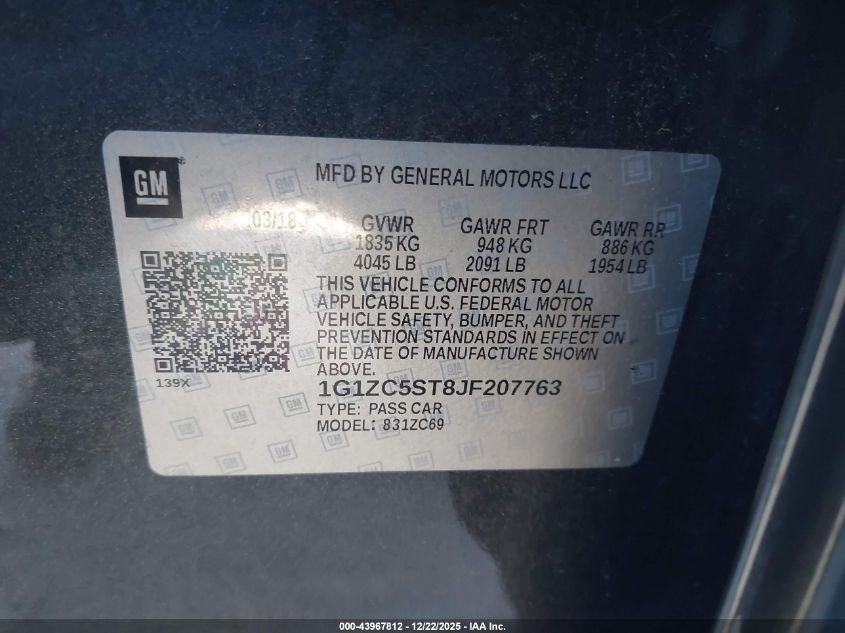 GM
MFD BY GENERAL MOTORS LLC
03/18
GVWR GAWR FRT GAWR RR
1835 KG 948 KG 886 KG
4045 LB 2091 LB 1954 LB
THIS VEHICLE CONFORMS TO ALL
APPLICABLE U.S. FEDERAL MOTOR
VEHICLE SAFETY, BUMPER, AND THEFT
PREVENTION STANDARDS IN EFFECT ON
THE DATE OF MANUFACTURE SHOWN
ABOVE.
139X
1G1ZC5ST8JF207763
TYPE: PASS CAR
MODEL: 831ZC69
000-43967812 - 12/22/2025 - IAA Inc.